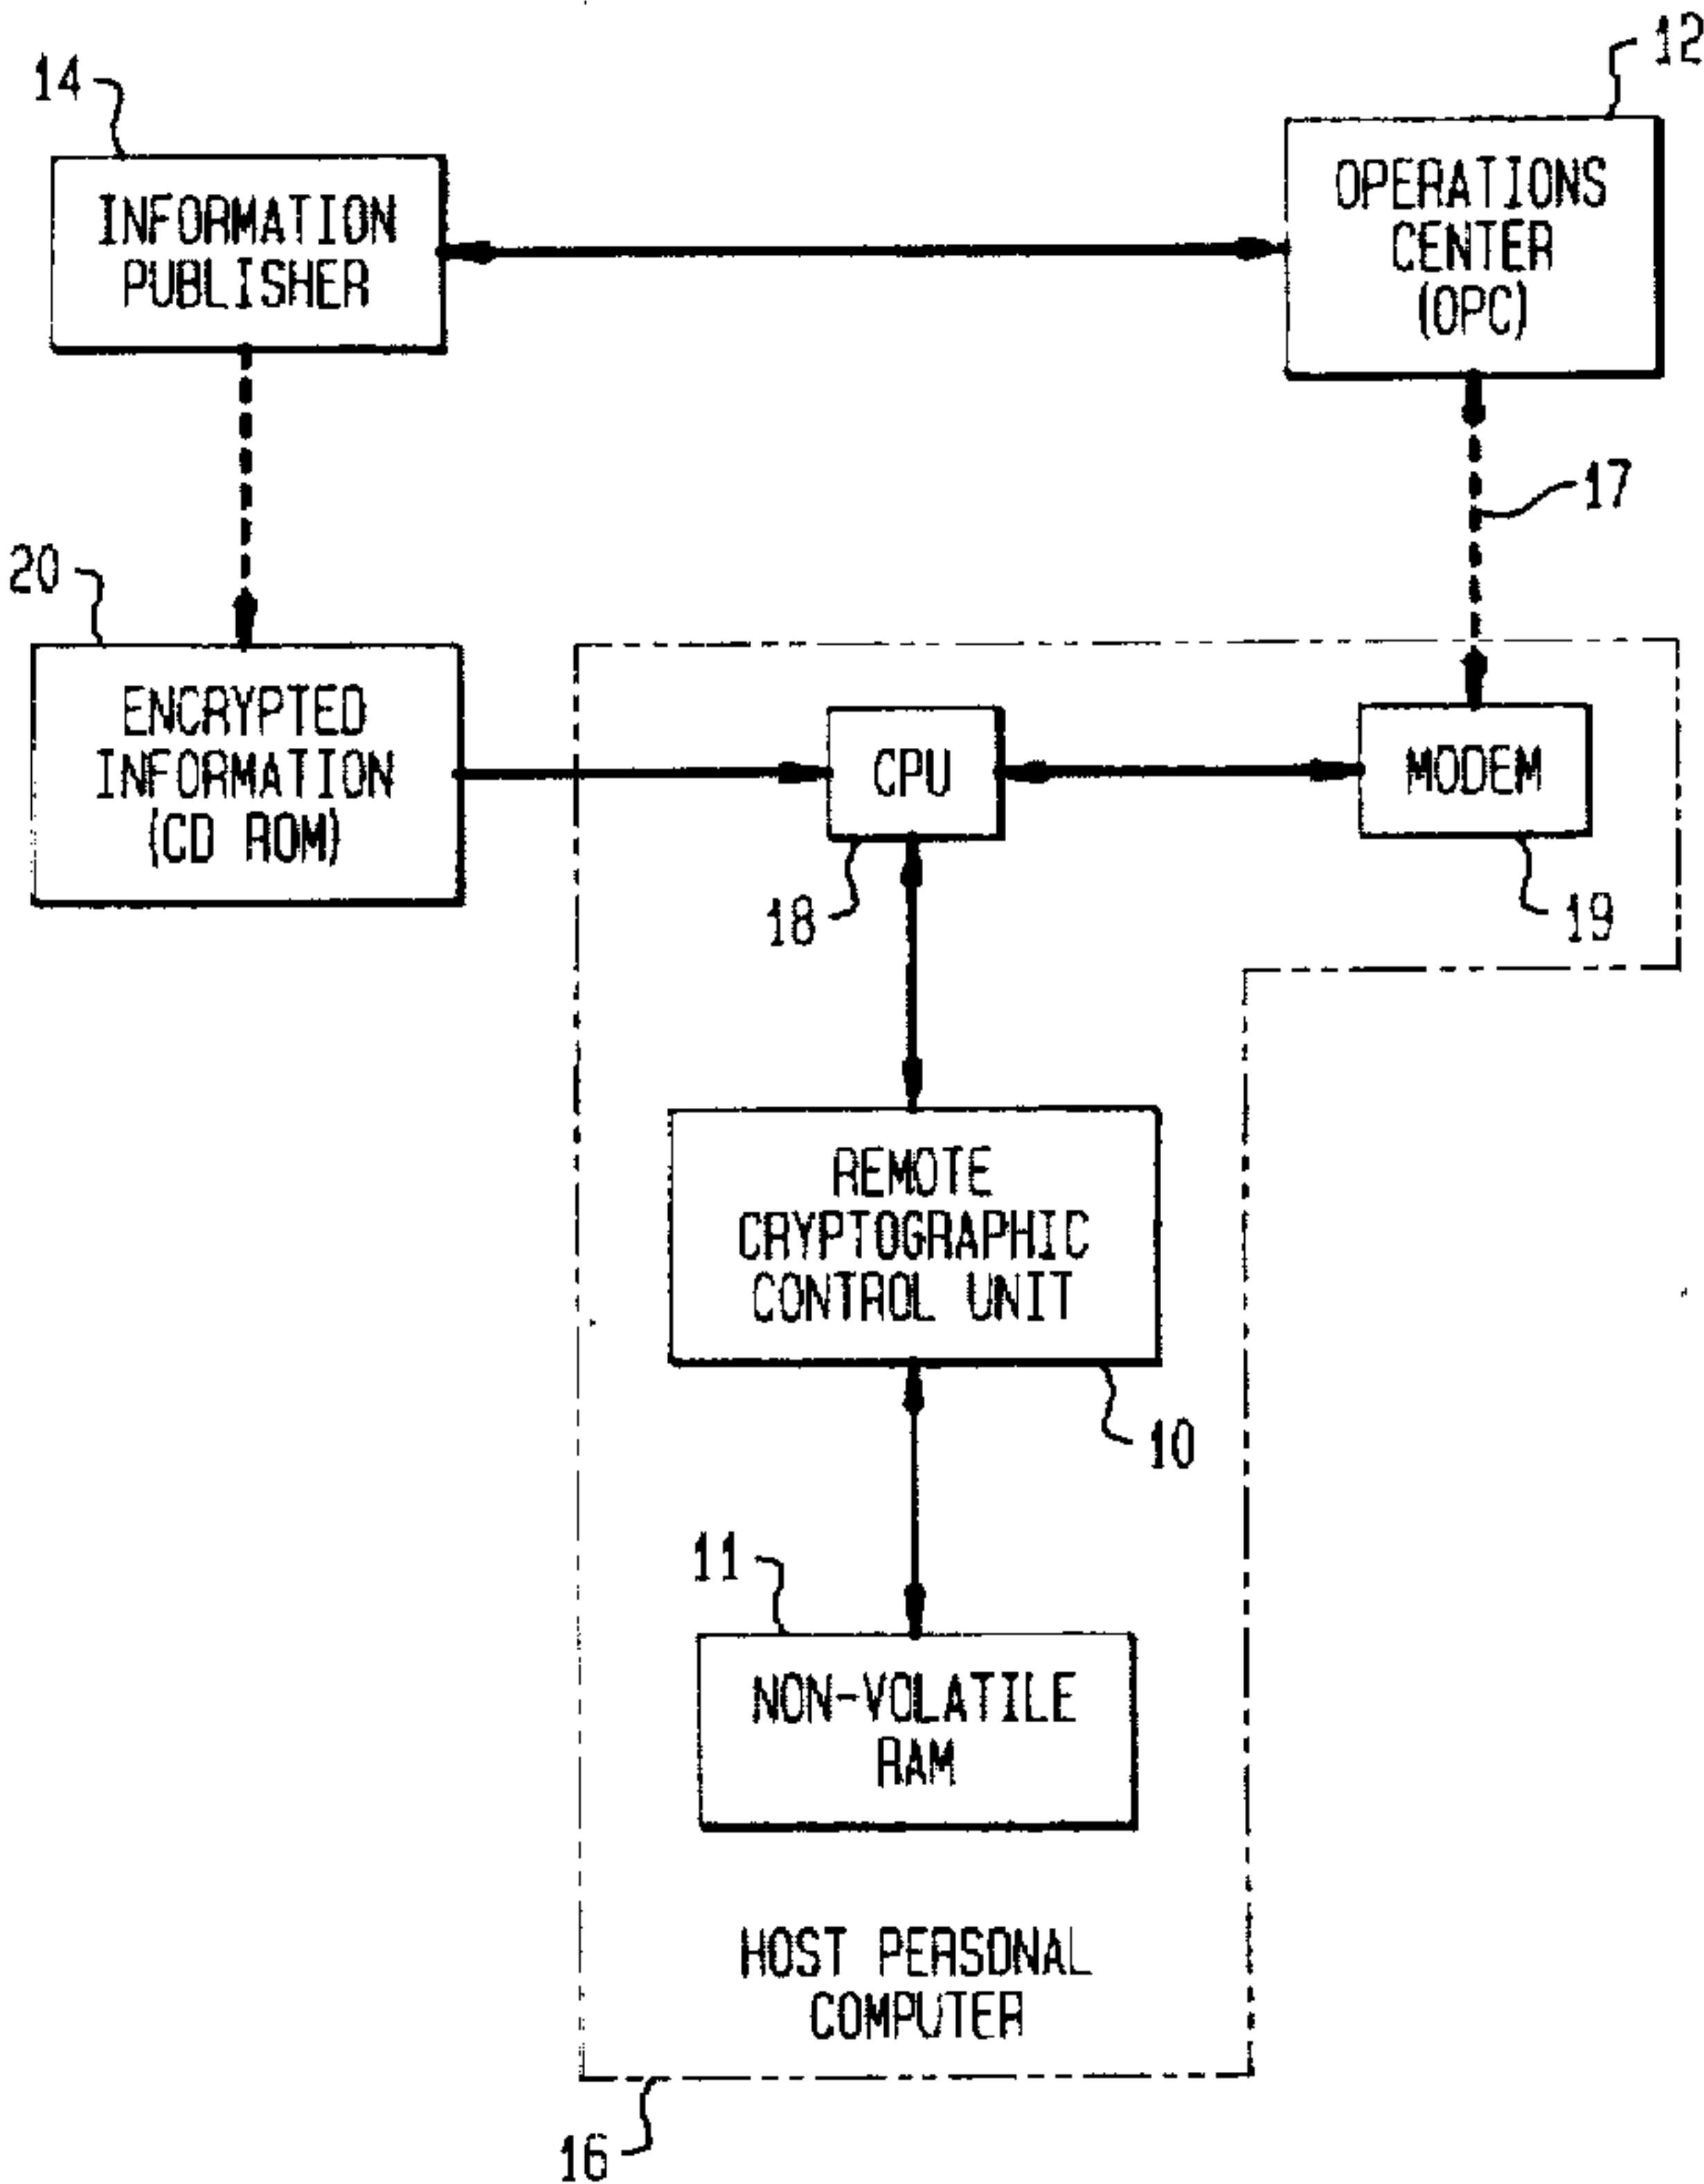 14
12
INFORMATION
PUBLISHER
OPERATIONS
CENTER
(OPC)
17
20
ENCRYPTED
INFORMATION
(CD ROM)
CPU
MODEM
18
19
REMOTE
CRYPTOGRAPHIC
CONTROL UNIT
10
11
NON-VOLATILE
RAM
HOST PERSONAL
COMPUTER
16